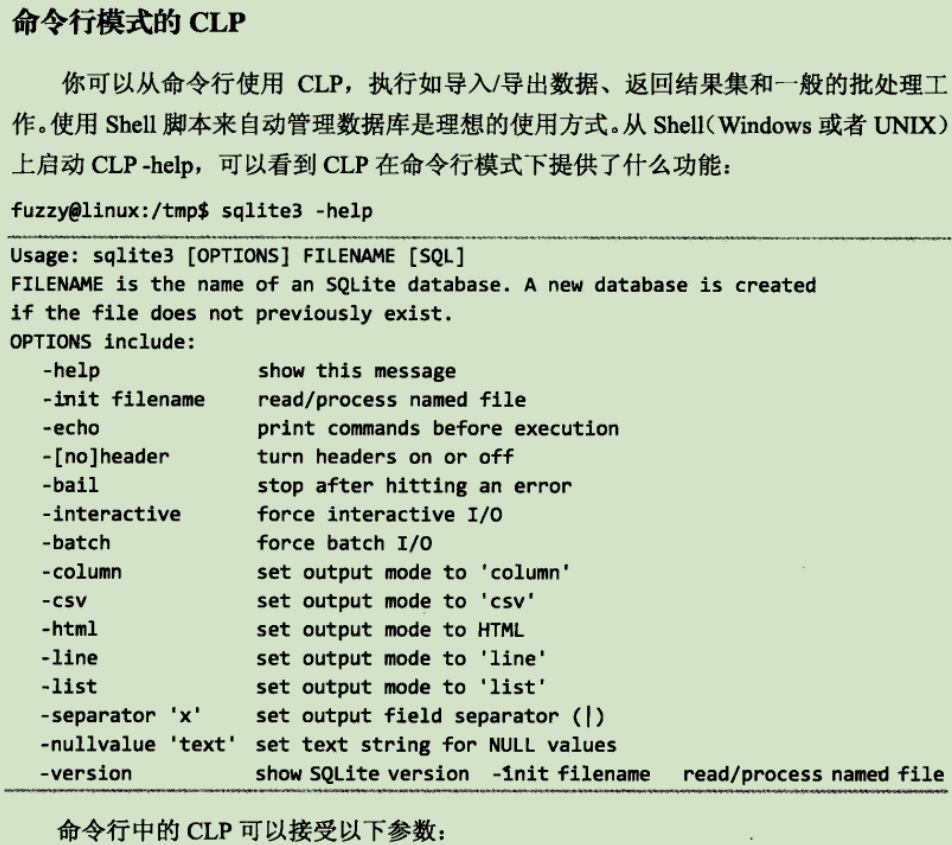 命令行模式的 CLP
你可以从命令行使用 CLP，执行如导入/导出数据、返回结果集和一般的批处理工
作。使用 Shell 脚本来自动管理数据库是理想的使用方式。从 Shell（Windows 或者 UNIX）
上启动 CLP -help，可以看到 CLP 在命令行模式下提供了什么功能：
fuzzy@linux:/tmp$ sqlite3 -help
Usage: sqlite3 [OPTIONS] FILENAME [SQL]
FILENAME is the name of an SQLite database. A new database is created
if the file does not previously exist.
OPTIONS include:
-help show this message
-init filename read/process named file
-echo print commands before execution
-[no]header turn headers on or off
-bail stop after hitting an error
-interactive force interactive I/O
-batch force batch I/O
-column set output mode to 'column'
-csv set output mode to 'csv'
-html set output mode to HTML
-line set output mode to 'line'
-list set output mode to 'list'
-separator 'x' set output field separator (|)
-nullvalue 'text' set text string for NULL values
-version show SQLite version -init filename read/process named file
命令行中的 CLP 可以接受以下参数：